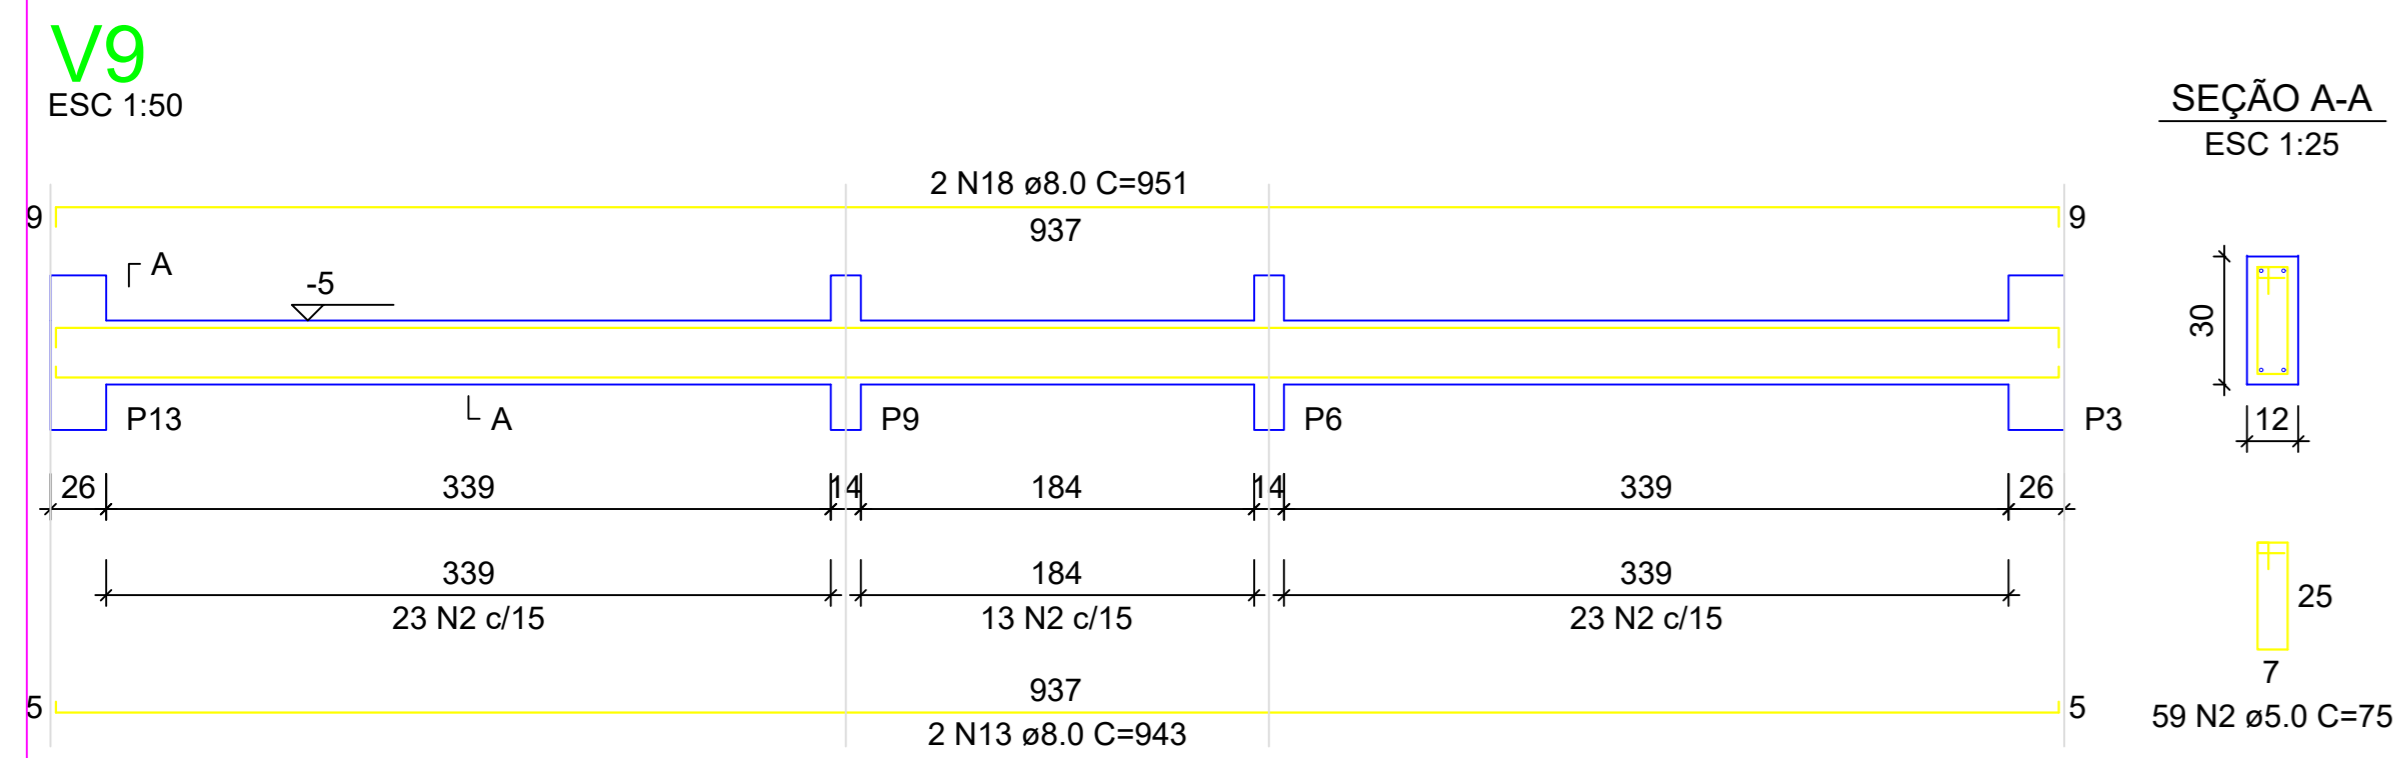 V9
ESC 1:50
SEÇÃO A-A
ESC 1:25
2 N18 ø8.0 C=951
9
937
9
A
-5
30
P13
A
P9
P6
P3
12
26
339
14
184
14
339
26
339
184
339
23 N2 c/15
13 N2 c/15
23 N2 c/15
25
7
937
5
5
2 N13 ø8.0 C=943
59 N2 ø5.0 C=75